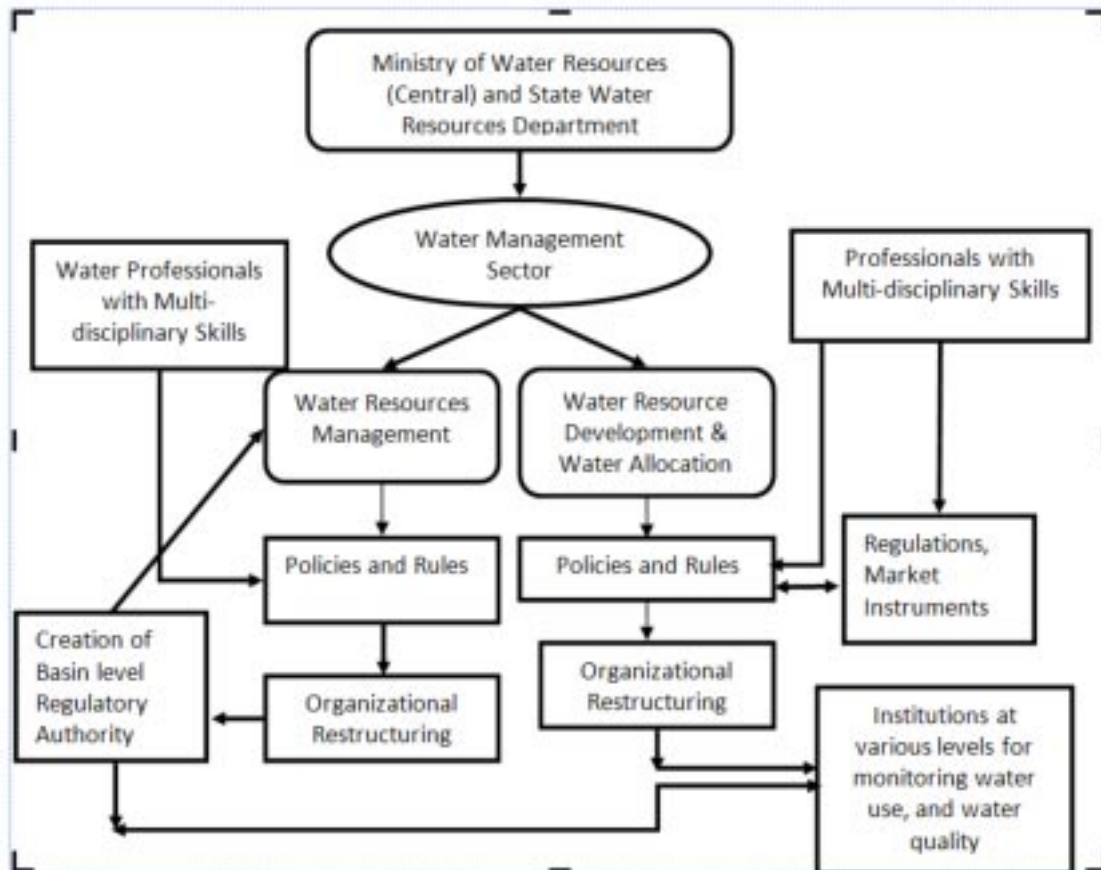 Ministry of Water Resources
(Central) and State Water
Resources Department
Water Management
Sector
Water Professionals
with Multi-
disciplinary Skills
Professionals with
Multi-disciplinary Skills
Water Resources
Management
Water Resource
Development &
Water Allocation
Policies and Rules
Policies and Rules
Regulations,
Market
Instruments
Creation of
Basin level
Regulatory
Authority
Organizational
Restructuring
Organizational
Restructuring
Institutions at
various levels for
monitoring water
use, and water
quality